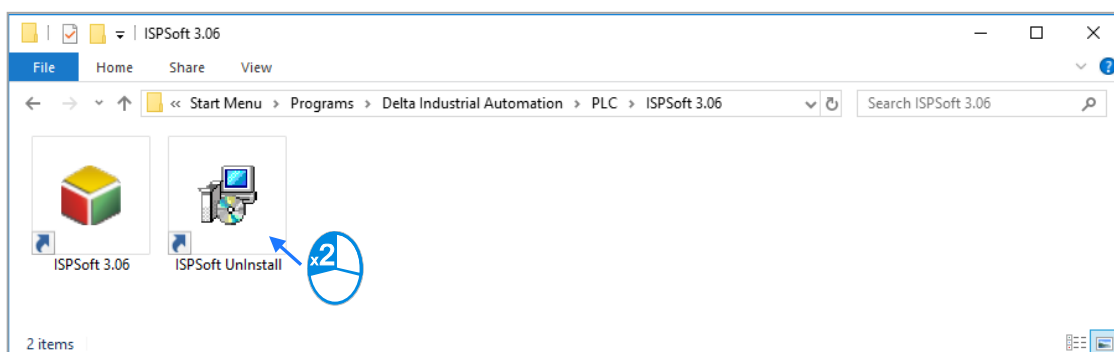 ISPSoft 3.06
File Home Share View
?
« Start Menu > Programs > Delta Industrial Automation > PLC > ISPSoft 3.06
Search ISPSoft 3.06
x2
ISPSoft 3.06 ISPSoft UnInstall
2 items